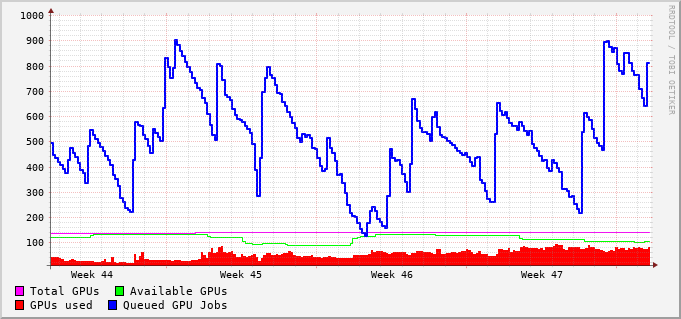 1000
900
800
700
600
500
400
300
200
100
Week 44 Week 45 Week 46 Week 47
Total GPUs Available GPUs
GPUs used Queued GPU Jobs
RRDTOOL / TOBI OETIKER